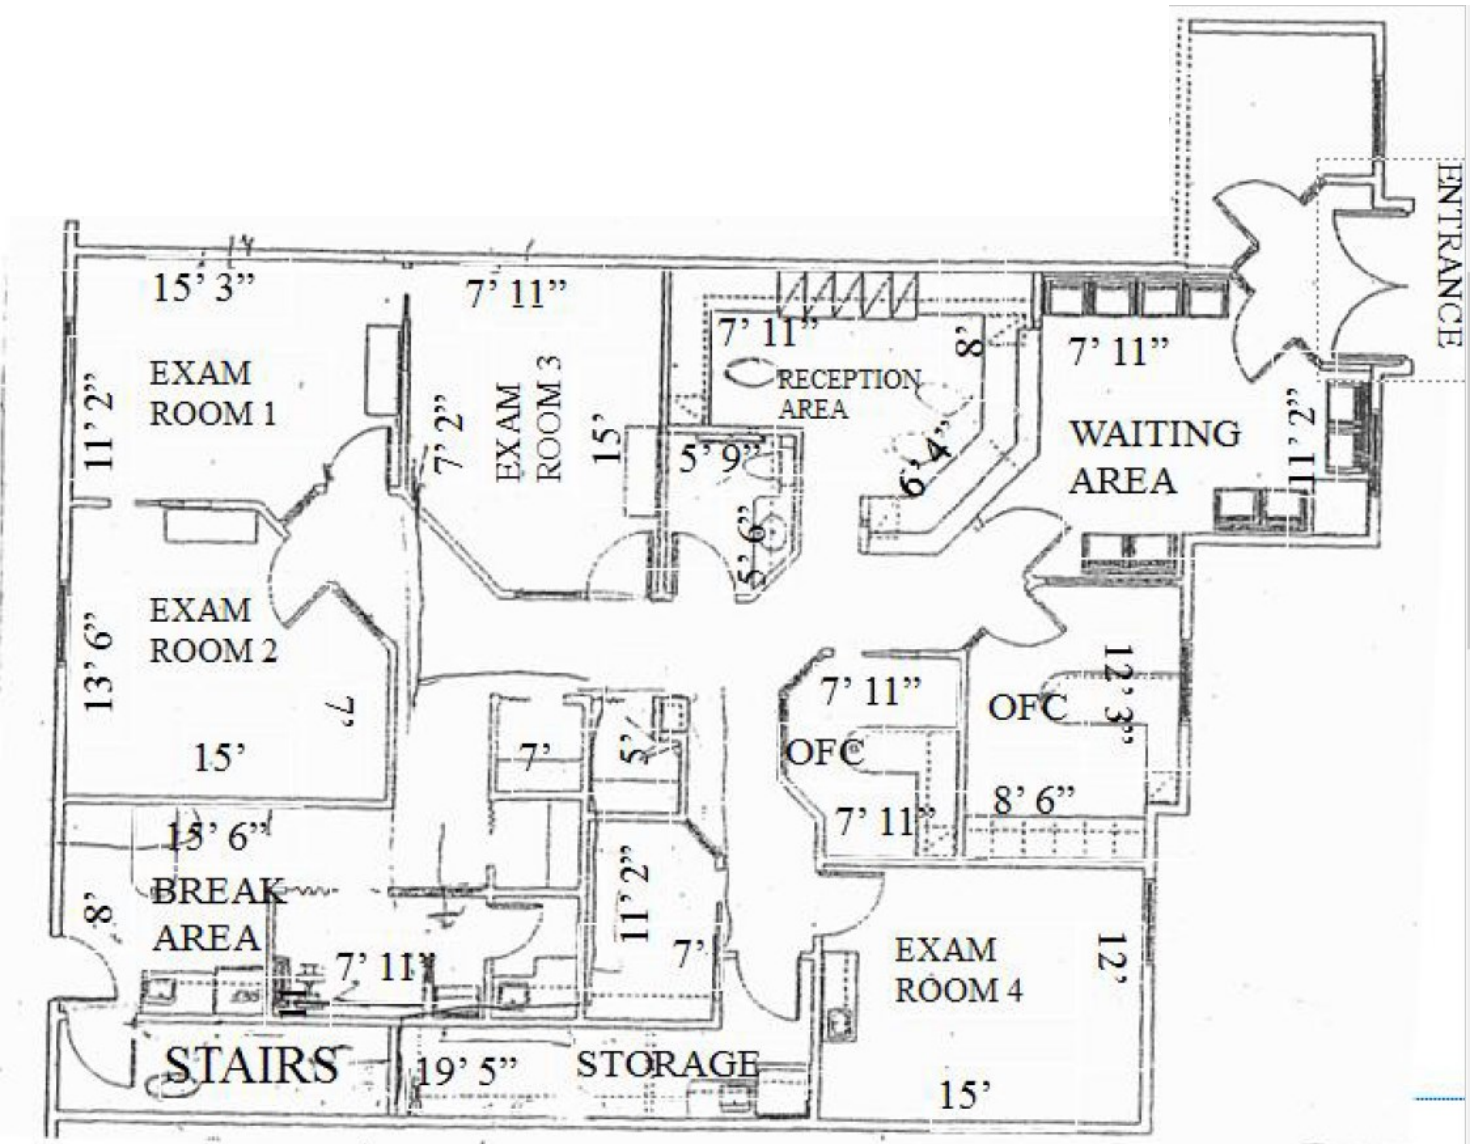 ENTRANCE
15’ 3”
7’ 11”
7’ 11”
8’
7’ 11”
EXAM
ROOM 1
11’ 2”
7’ 2”
EXAM
ROOM 3
15’
RECEPTION
AREA
6’ 4”
WAITING
AREA
11’ 2”
5’ 9”
5’ 6”
EXAM
ROOM 2
13’ 6”
7’
15’
7’
5’
7’ 11”
OFC
7’ 11”
OFC
12’ 3”
8’ 6”
15’ 6”
BREAK
AREA
8’
7’ 11”
11’ 2”
7’
EXAM
ROOM 4
12’
15’
STAIRS
19’ 5”
STORAGE